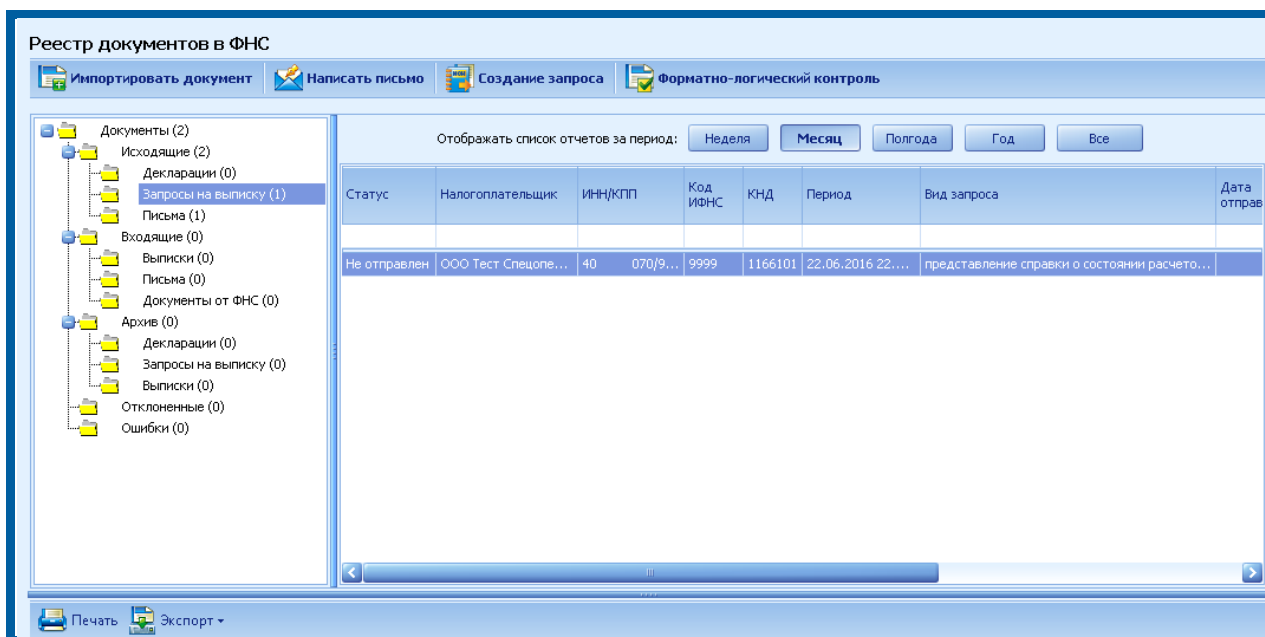 Реестр документов в ФНС
Импортировать документ Написать письмо Создание запроса Форматно-логический контроль
Документы (2)
Исходящие (2)
Декларации (0)
Запросы на выписку (1)
Письма (1)
Входящие (0)
Выписки (0)
Письма (0)
Документы от ФНС (0)
Архив (0)
Декларации (0)
Запросы на выписку (0)
Выписки (0)
Отклоненные (0)
Ошибки (0)
Отображать список отчетов за период: Неделя Месяц Полгода Год Все
Статус Налогоплательщик ИНН/КПП Код ИФНС КНД Период Вид запроса Дата отправ
Не отправлен ООО Тест Спецопе... 40 070/9... 9999 1166101 22.06.2016 22.... представление справки о состоянии расчето...
Печать Экспорт